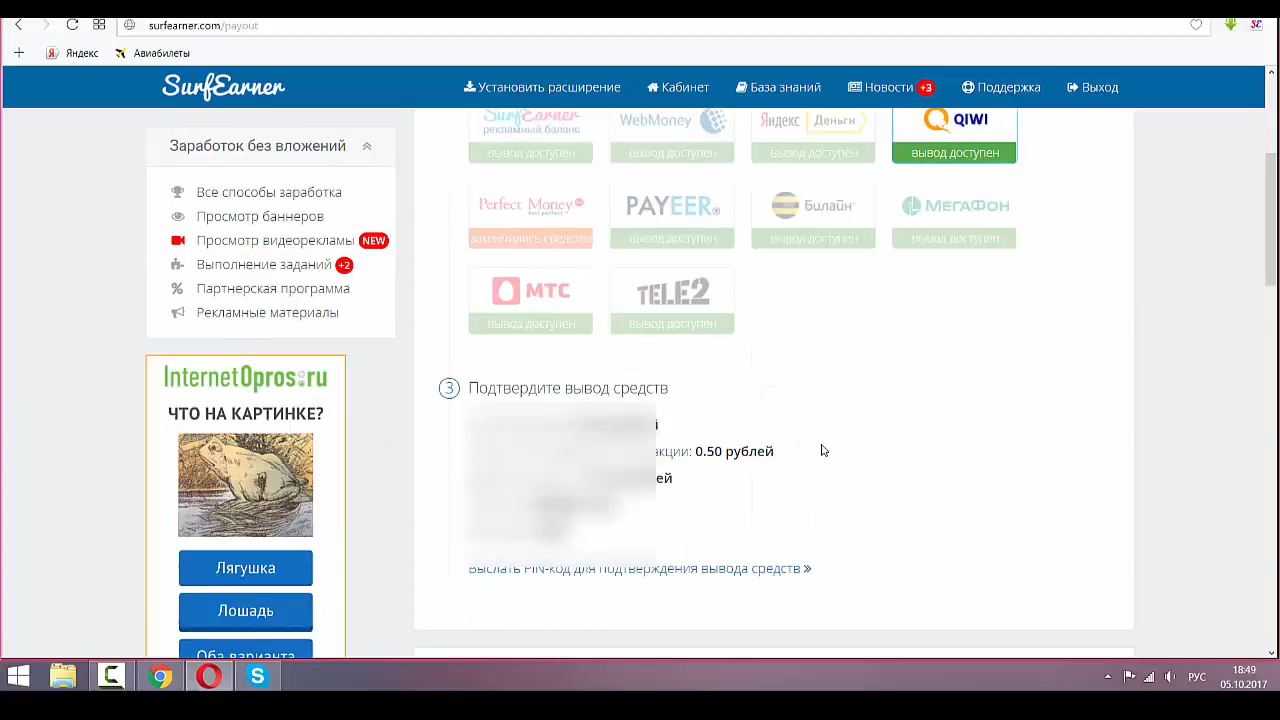 surfearner.com/payout
Яндекс
Авиабилеты
SurfEarner
Установить расширение
Кабинет
База знаний
Новости +3
Поддержка
Выход
Заработок без вложений
Все способы заработка
Просмотр баннеров
Просмотр видеорекламы NEW
Выполнение заданий +2
Партнерская программа
Рекламные материалы
InternetOpros.ru
ЧТО НА КАРТИНКЕ?
Лягушка
Лошадь
Оба варианта
SurfEarner
рекламный баланс
вывод доступен
WebMoney
вывод доступен
Яндекс Деньги
вывод доступен
QIWI
вывод доступен
Perfect Money
закончились средства
PAYEER
вывод доступен
Билайн
вывод доступен
МЕГАФОН
вывод доступен
МТС
вывод доступен
TELE2
вывод доступен
3 Подтвердите вывод средств
й
акции: 0.50 рублей
ей
Выслать PIN-код для подтверждения вывода средств »
РУС
18:49
05.10.2017